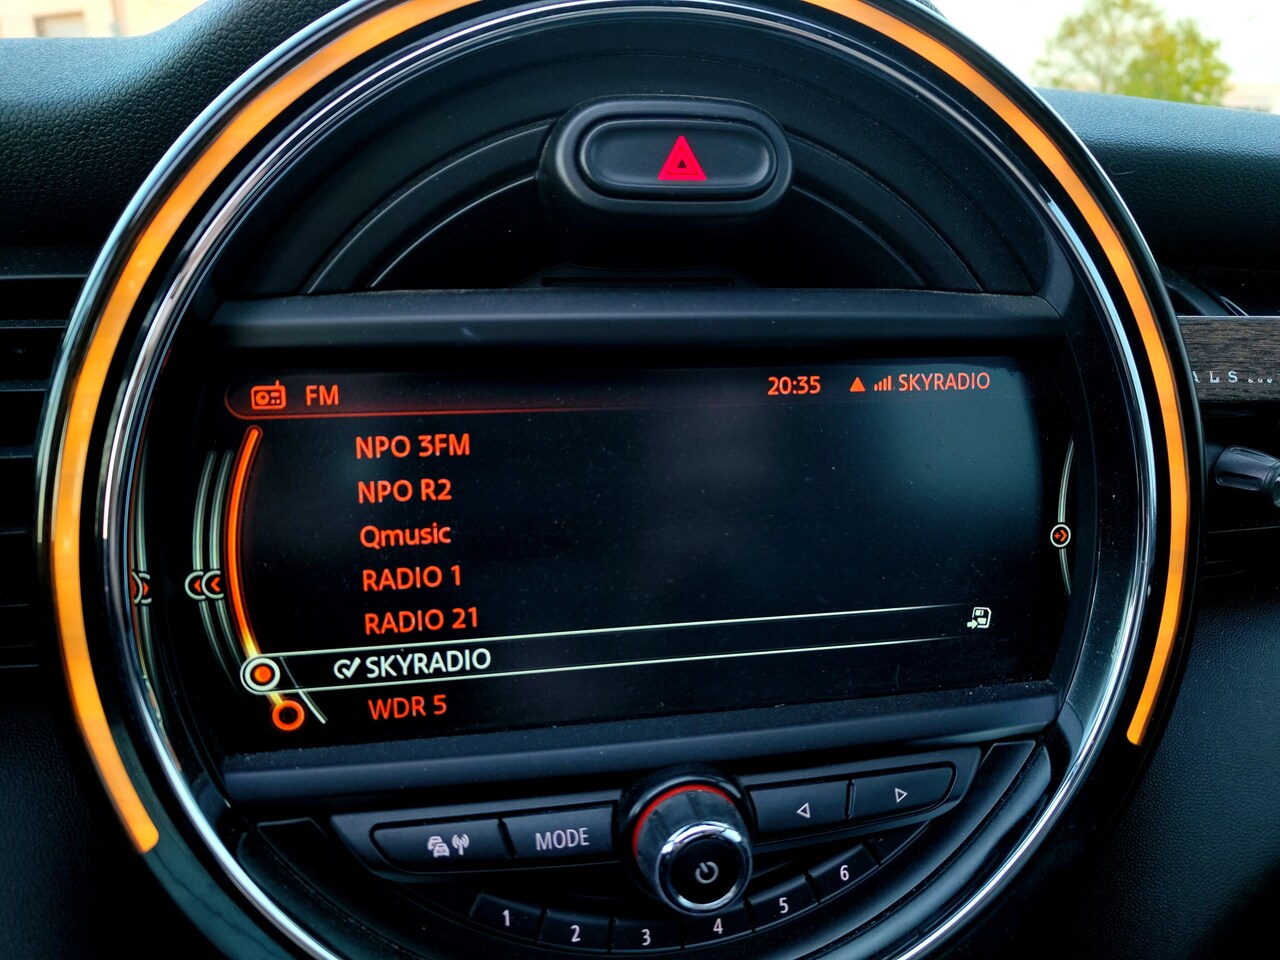 FM 20:35 SKYRADIO
NPO 3FM
NPO R2
Qmusic
RADIO 1
RADIO 21
SKYRADIO
WDR 5
MODE
1 2 3 4 5 6